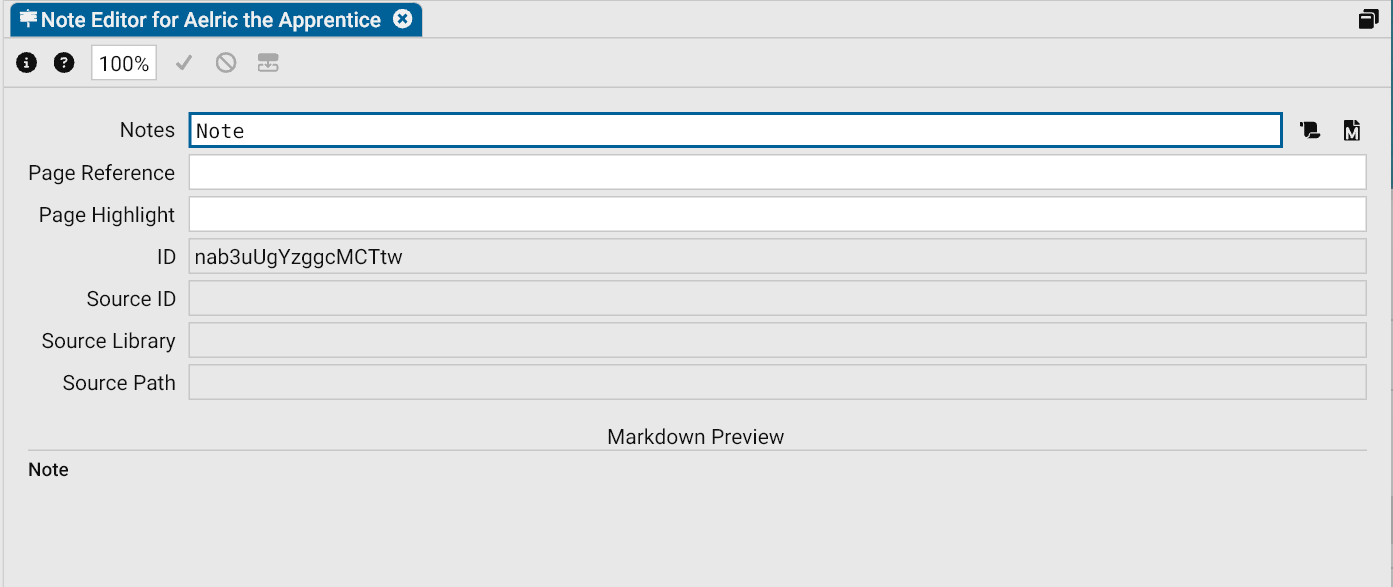 Note Editor for Aelric the Apprentice
100%
Notes Note
Page Reference
Page Highlight
ID nab3uUgYzggcMCTtw
Source ID
Source Library
Source Path
Markdown Preview
Note